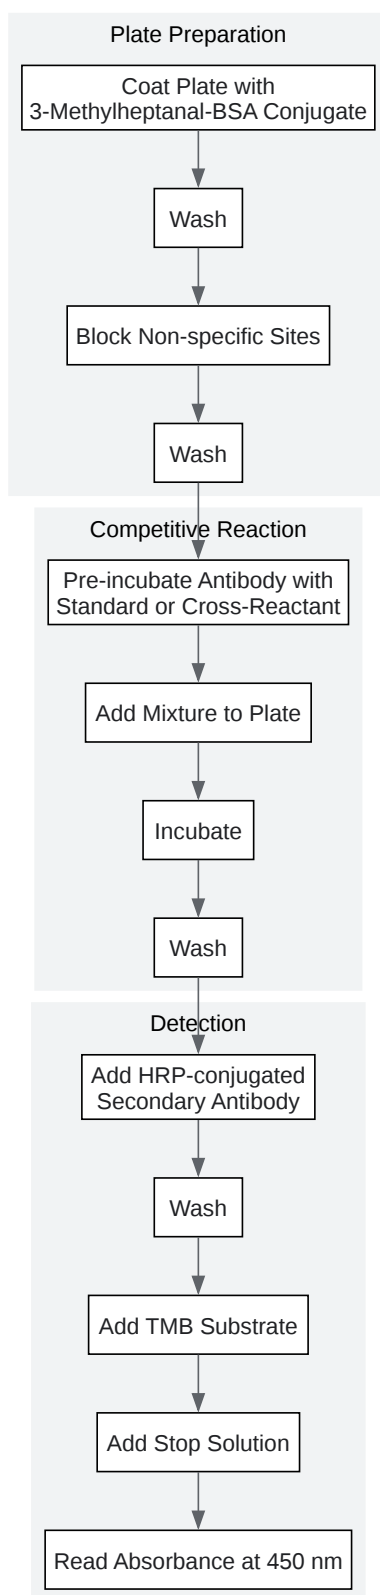 Plate Preparation
Coat Plate with
3-Methylheptanal-BSA Conjugate
Wash
Block Non-specific Sites
Wash
Competitive Reaction
Pre-incubate Antibody with
Standard or Cross-Reactant
Add Mixture to Plate
Incubate
Wash
Detection
Add HRP-conjugated
Secondary Antibody
Wash
Add TMB Substrate
Add Stop Solution
Read Absorbance at 450 nm